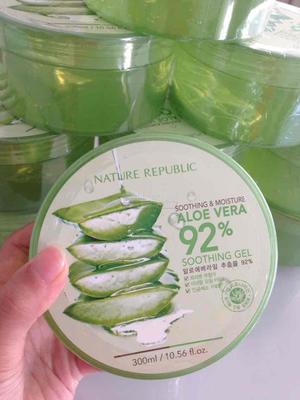 NATURE REPUBLIC
SOOTHING & MOISTURE
ALOE VERA
92%
SOOTHING GEL
알로에베라잎 추출물 92%
300ml / 10.56 fl.oz.